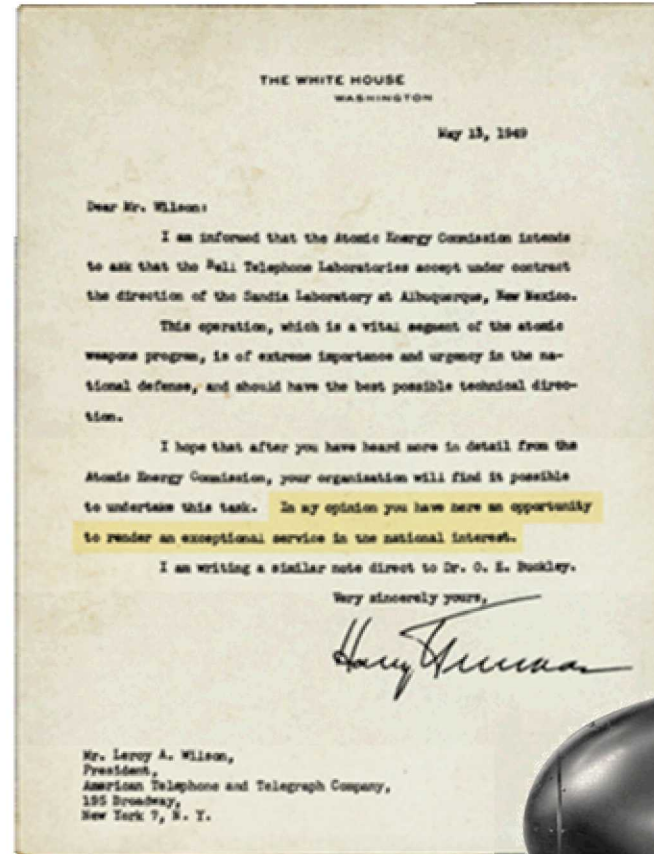 THE WHITE HOUSE
WASHINGTON
May 13, 1949
Dear Mr. Wilson:
I am informed that the Atomic Energy Commission intends
to ask that the Bell Telephone Laboratories accept under contract
the direction of the Sandia Laboratory at Albuquerque, New Mexico.
This operation, which is a vital segment of the atomic
weapons program, is of extreme importance and urgency in the na-
tional defense, and should have the best possible technical direc-
tion.
I hope that after you have heard more in detail from the
Atomic Energy Commission, your organization will find it possible
to undertake this task. In my opinion you have here an opportunity
to render an exceptional service in the national interest.
I am writing a similar note direct to Dr. O. E. Buckley.
Very sincerely yours,
Harry Truman
Mr. Leroy A. Wilson,
President,
American Telephone and Telegraph Company,
195 Broadway,
New York 7, N. Y.